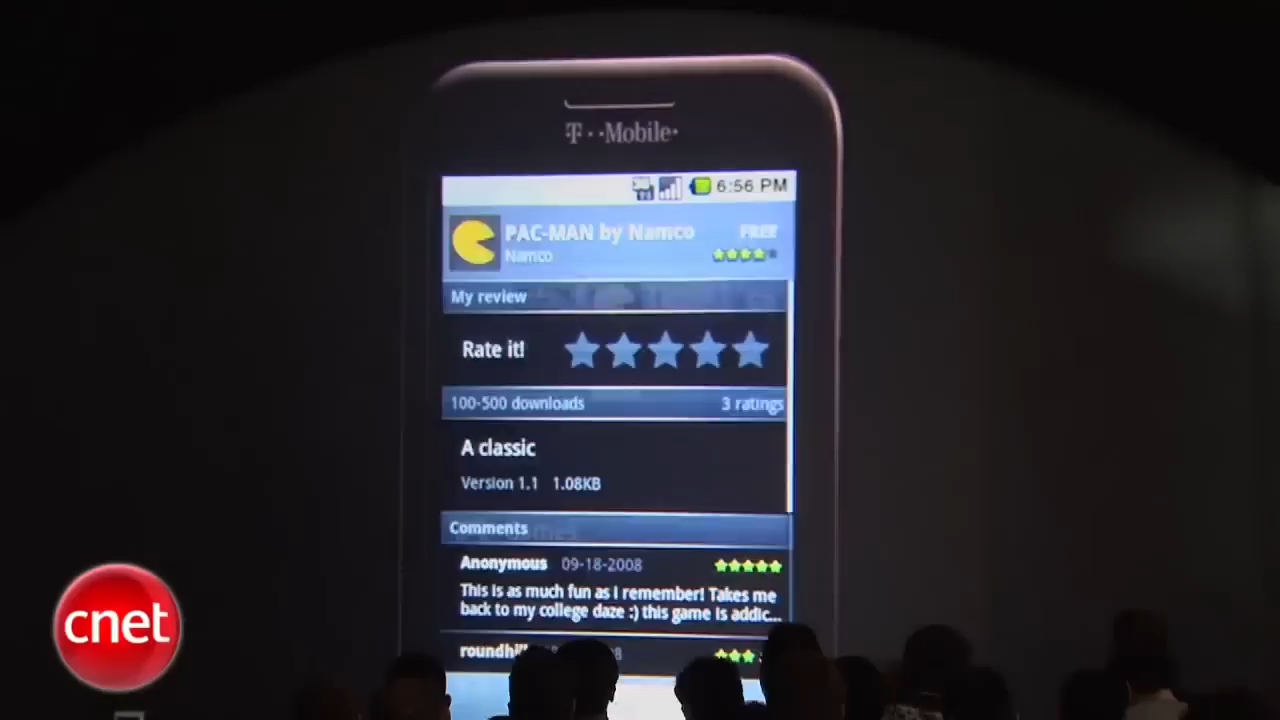 T··Mobile·
6:56 PM
PAC-MAN by Namco FREE
Namco
My review
Rate it!
100-500 downloads 3 ratings
A classic
Version 1.1 1.08KB
Comments
Anonymous 09-18-2008
This is as much fun as I remember! Takes me
back to my college daze :) this game is addic...
cnet